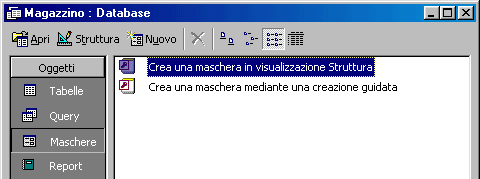 Magazzino : Database
Apri Struttura Nuovo
Oggetti
Tabelle
Query
Maschere
Report
Crea una maschera in visualizzazione Struttura
Crea una maschera mediante una creazione guidata